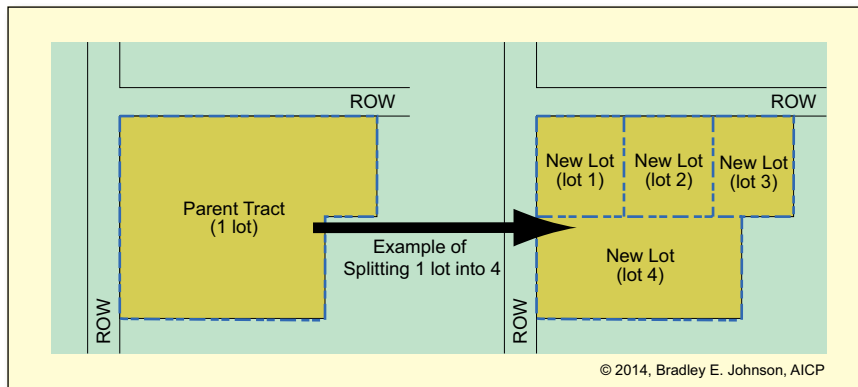 ROW
Parent Tract
(1 lot)
ROW
Example of
Splitting 1 lot into 4
ROW
New Lot
(lot 1)
New Lot
(lot 2)
New Lot
(lot 3)
New Lot
(lot 4)
ROW
© 2014, Bradley E. Johnson, AICP